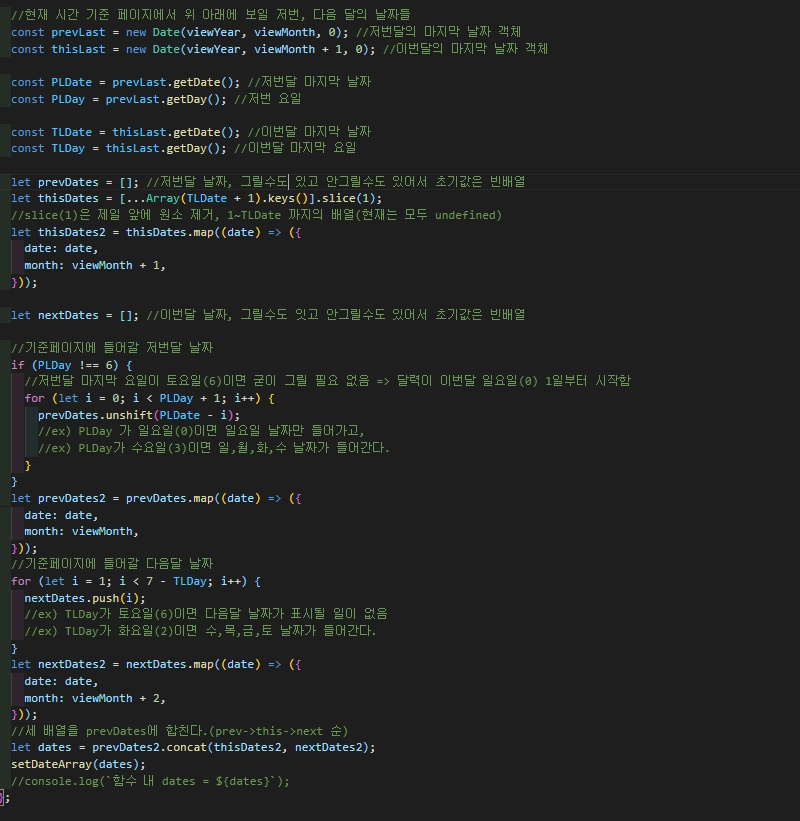 //현재 시간 기준 페이지에서 위 아래에 보일 저번, 다음 달의 날짜들
const prevLast = new Date(viewYear, viewMonth, 0); //저번달의 마지막 날짜 객체
const thisLast = new Date(viewYear, viewMonth + 1, 0); //이번달의 마지막 날짜 객체
const PLDate = prevLast.getDate(); //저번달 마지막 날짜
const PLDay = prevLast.getDay(); //저번 요일
const TLDate = thisLast.getDate(); //이번달 마지막 날짜
const TLDay = thisLast.getDay(); //이번달 마지막 요일
let prevDates = []; //저번달 날짜, 그릴수도 있고 안그릴수도 있어서 초기값은 빈배열
let thisDates = [...Array(TLDate + 1).keys()].slice(1);
//slice(1)은 제일 앞에 원소 제거, 1~TLDate 까지의 배열(현재는 모두 undefined)
let thisDates2 = thisDates.map((date) => ({
date: date,
month: viewMonth + 1,
}));
let nextDates = []; //이번달 날짜, 그릴수도 잇고 안그릴수도 있어서 초기값은 빈배열
//기준페이지에 들어갈 저번달 날짜
if (PLDay !== 6) {
//저번달 마지막 요일이 토요일(6)이면 굳이 그릴 필요 없음 => 달력이 이번달 일요일(0) 1일부터 시작함
for (let i = 0; i < PLDay + 1; i++) {
prevDates.unshift(PLDate - i);
//ex) PLDay 가 일요일(0)이면 일요일 날짜만 들어가고,
//ex) PLDay가 수요일(3)이면 일,월,화,수 날짜가 들어간다.
}
}
let prevDates2 = prevDates.map((date) => ({
date: date,
month: viewMonth,
}));
//기준페이지에 들어갈 다음달 날짜
for (let i = 1; i < 7 - TLDay; i++) {
nextDates.push(i);
//ex) TLDay가 토요일(6)이면 다음달 날짜가 표시될 일이 없음
//ex) TLDay가 화요일(2)이면 수,목,금,토 날짜가 들어간다.
}
let nextDates2 = nextDates.map((date) => ({
date: date,
month: viewMonth + 2,
}));
//세 배열을 prevDates에 합친다.(prev->this->next 순)
let dates = prevDates2.concat(thisDates2, nextDates2);
setDateArray(dates);
//console.log(`함수 내 dates = ${dates}`);
};